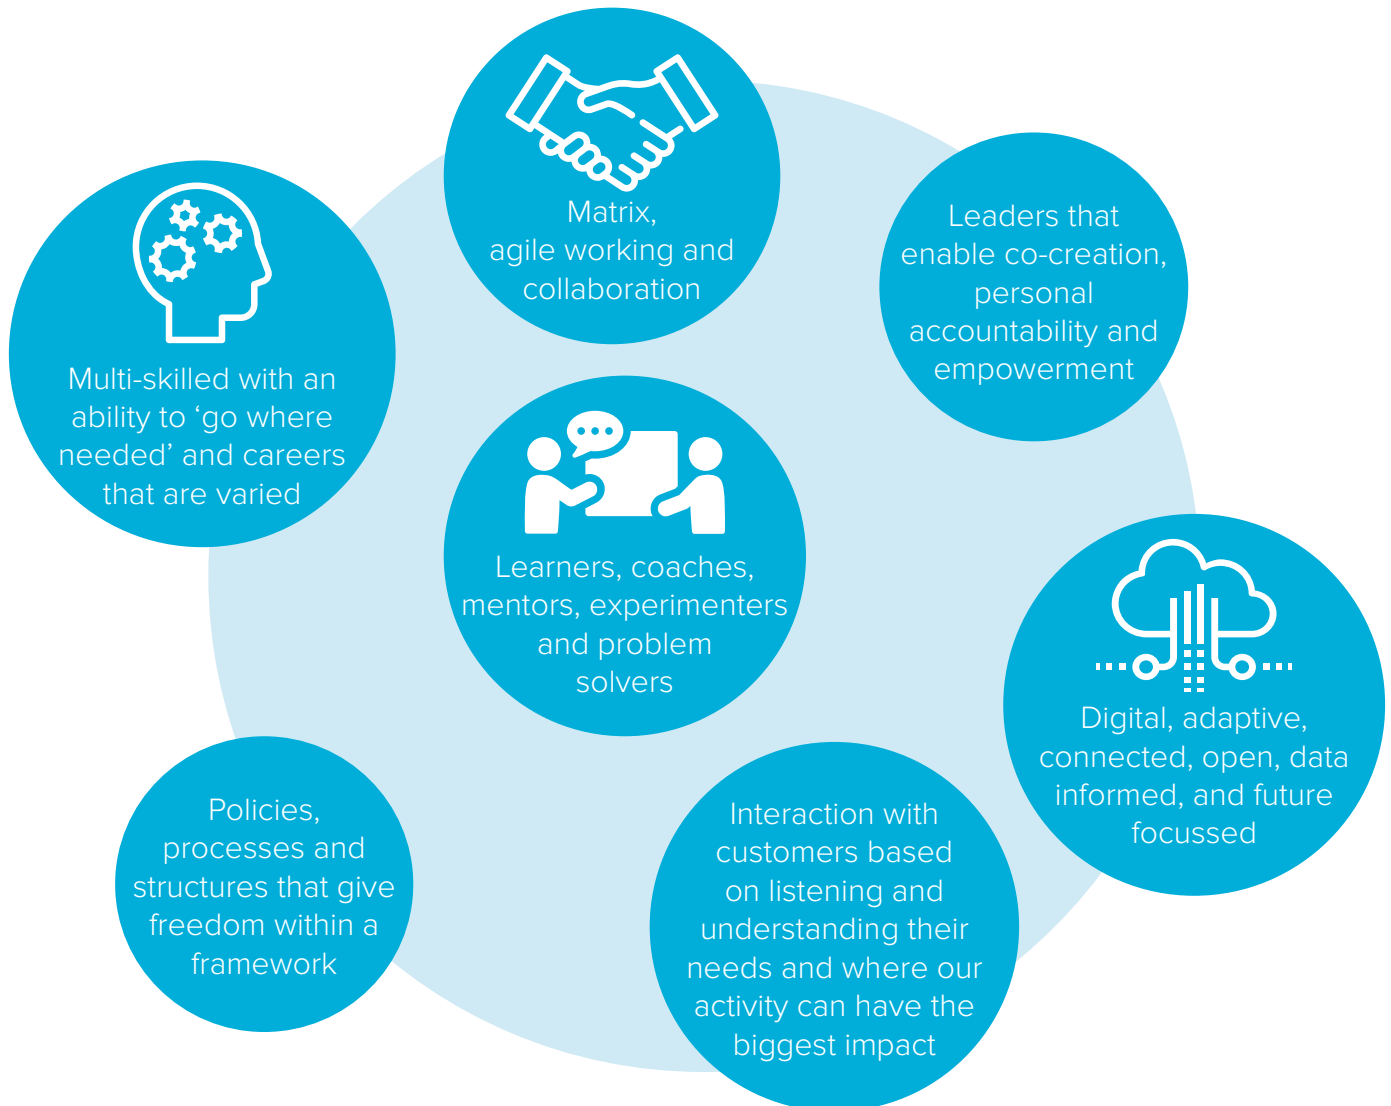 Matrix,
agile working and
collaboration
Leaders that
enable co-creation,
personal
accountability and
empowerment
Multi-skilled with an
ability to ‘go where
needed’ and careers
that are varied
Learners, coaches,
mentors, experimenters
and problem
solvers
Digital, adaptive,
connected, open, data
informed, and future
focussed
Policies,
processes and
structures that give
freedom within a
framework
Interaction with
customers based
on listening and
understanding their
needs and where our
activity can have the
biggest impact